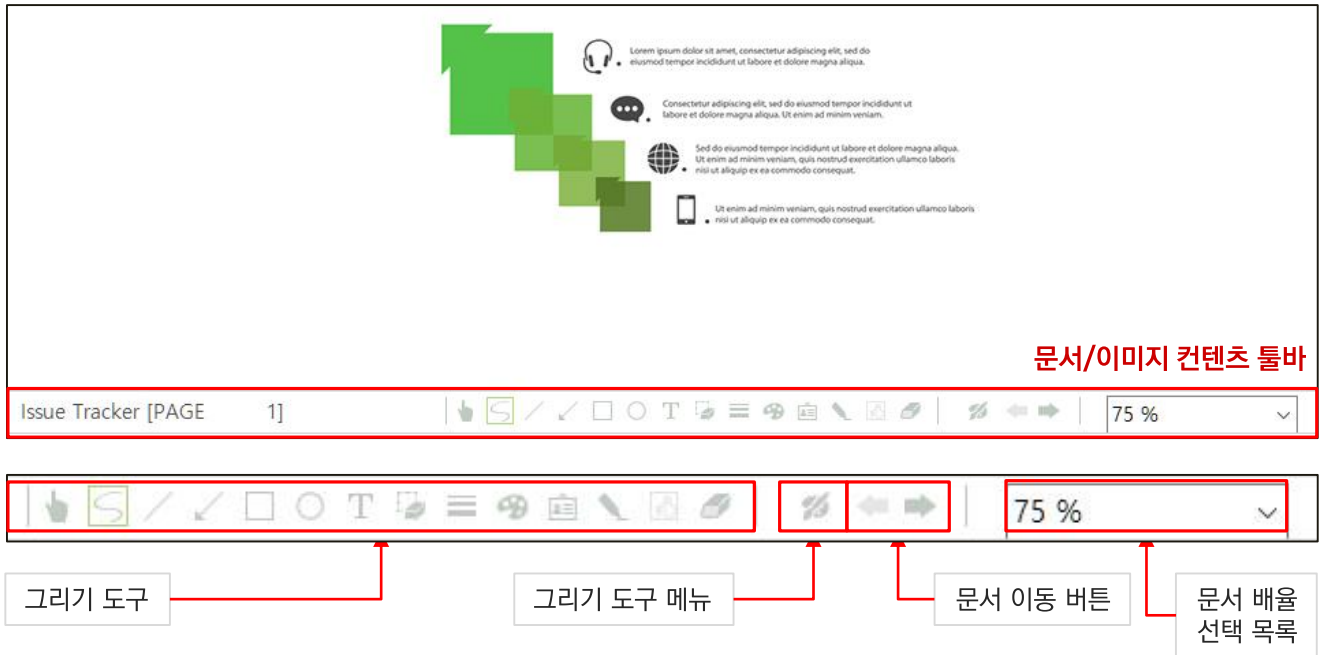 Lorem ipsum dolor sit amet, consectetur adipiscing elit, sed do
eiusmod tempor incididunt ut labore et dolore magna aliqua.
Consectetur adipiscing elit, sed do eiusmod tempor incididunt ut
labore et dolore magna aliqua. Ut enim ad minim veniam.
Sed do eiusmod tempor incididunt ut labore et dolore magna aliqua.
Ut enim ad minim veniam, quis nostrud exercitation ullamco laboris
nisi ut aliquip ex ea commodo consequat.
Ut enim ad minim veniam, quis nostrud exercitation ullamco laboris
nisi ut aliquip ex ea commodo consequat.
문서/이미지 컨텐츠 툴바
Issue Tracker [PAGE 1]
T
75 %
T
75 %
그리기 도구
그리기 도구 메뉴
문서 이동 버튼
문서 배율
선택 목록